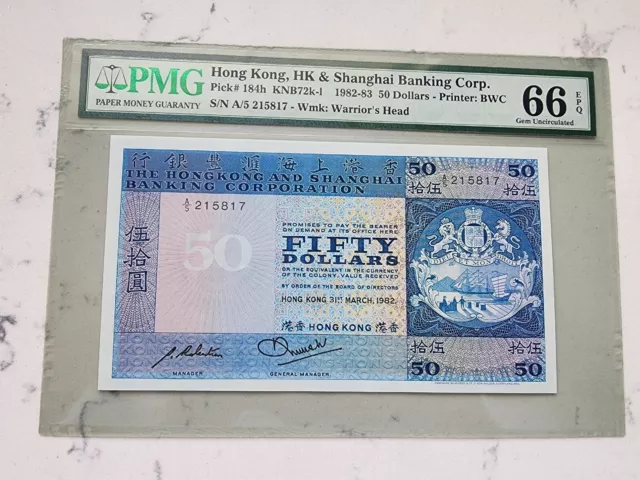 PMG
PAPER MONEY GUARANTY
Hong Kong, HK & Shanghai Banking Corp.
Pick# 184h KNB72k-l 1982-83 50 Dollars - Printer: BWC
S/N A/5 215817 - Wmk: Warrior's Head
66 EPQ
Gem Uncirculated
行銀豐滙海上港香
THE HONGKONG AND SHANGHAI
BANKING CORPORATION
50 50
拾伍 A/5 215817 拾伍
A/5 215817
PROMISES TO PAY THE BEARER
ON DEMAND AT ITS OFFICE HERE
伍拾圓
50
FIFTY
DOLLARS
OR THE EQUIVALENT IN THE CURRENCY
OF THE COLONY, VALUE RECEIVED
BY ORDER OF THE BOARD OF DIRECTORS
HONG KONG 31ST MARCH, 1982.
港香 HONG KONG 港香
MANAGER
GENERAL MANAGER
拾伍 拾伍
50 50